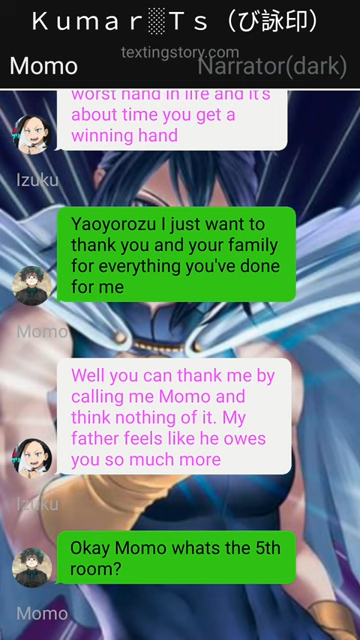 Kumar░Ts（び詠印）
textingstory.com
Momo Narrator(dark)
worst hand in life and it's
about time you get a
winning hand
Izuku
Yaoyorozu I just want to
thank you and your family
for everything you've done
for me
Momo
Well you can thank me by
calling me Momo and
think nothing of it. My
father feels like he owes
you so much more
Izuku
Okay Momo whats the 5th
room?
Momo